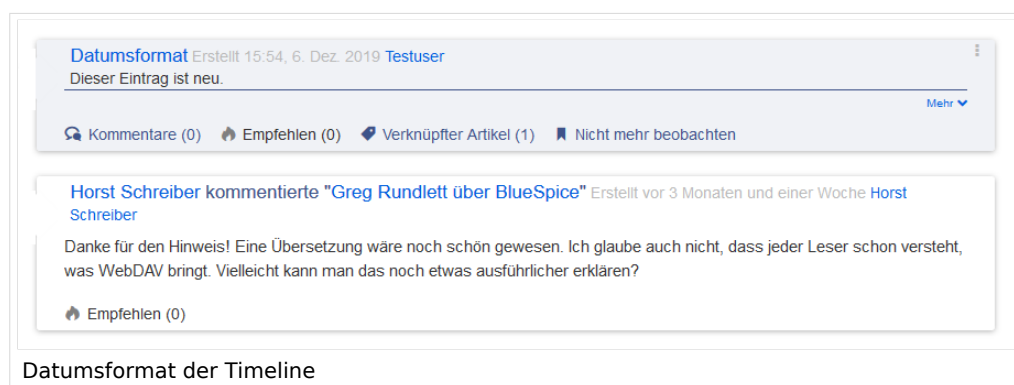 Datumsformat Erstellt 15:54, 6. Dez. 2019 Testuser
Dieser Eintrag ist neu.
Mehr
Kommentare (0) Empfehlen (0) Verknüpfter Artikel (1) Nicht mehr beobachten
Horst Schreiber kommentierte "Greg Rundlett über BlueSpice" Erstellt vor 3 Monaten und einer Woche Horst
Schreiber
Danke für den Hinweis! Eine Übersetzung wäre noch schön gewesen. Ich glaube auch nicht, dass jeder Leser schon versteht,
was WebDAV bringt. Vielleicht kann man das noch etwas ausführlicher erklären?
Empfehlen (0)
Datumsformat der Timeline